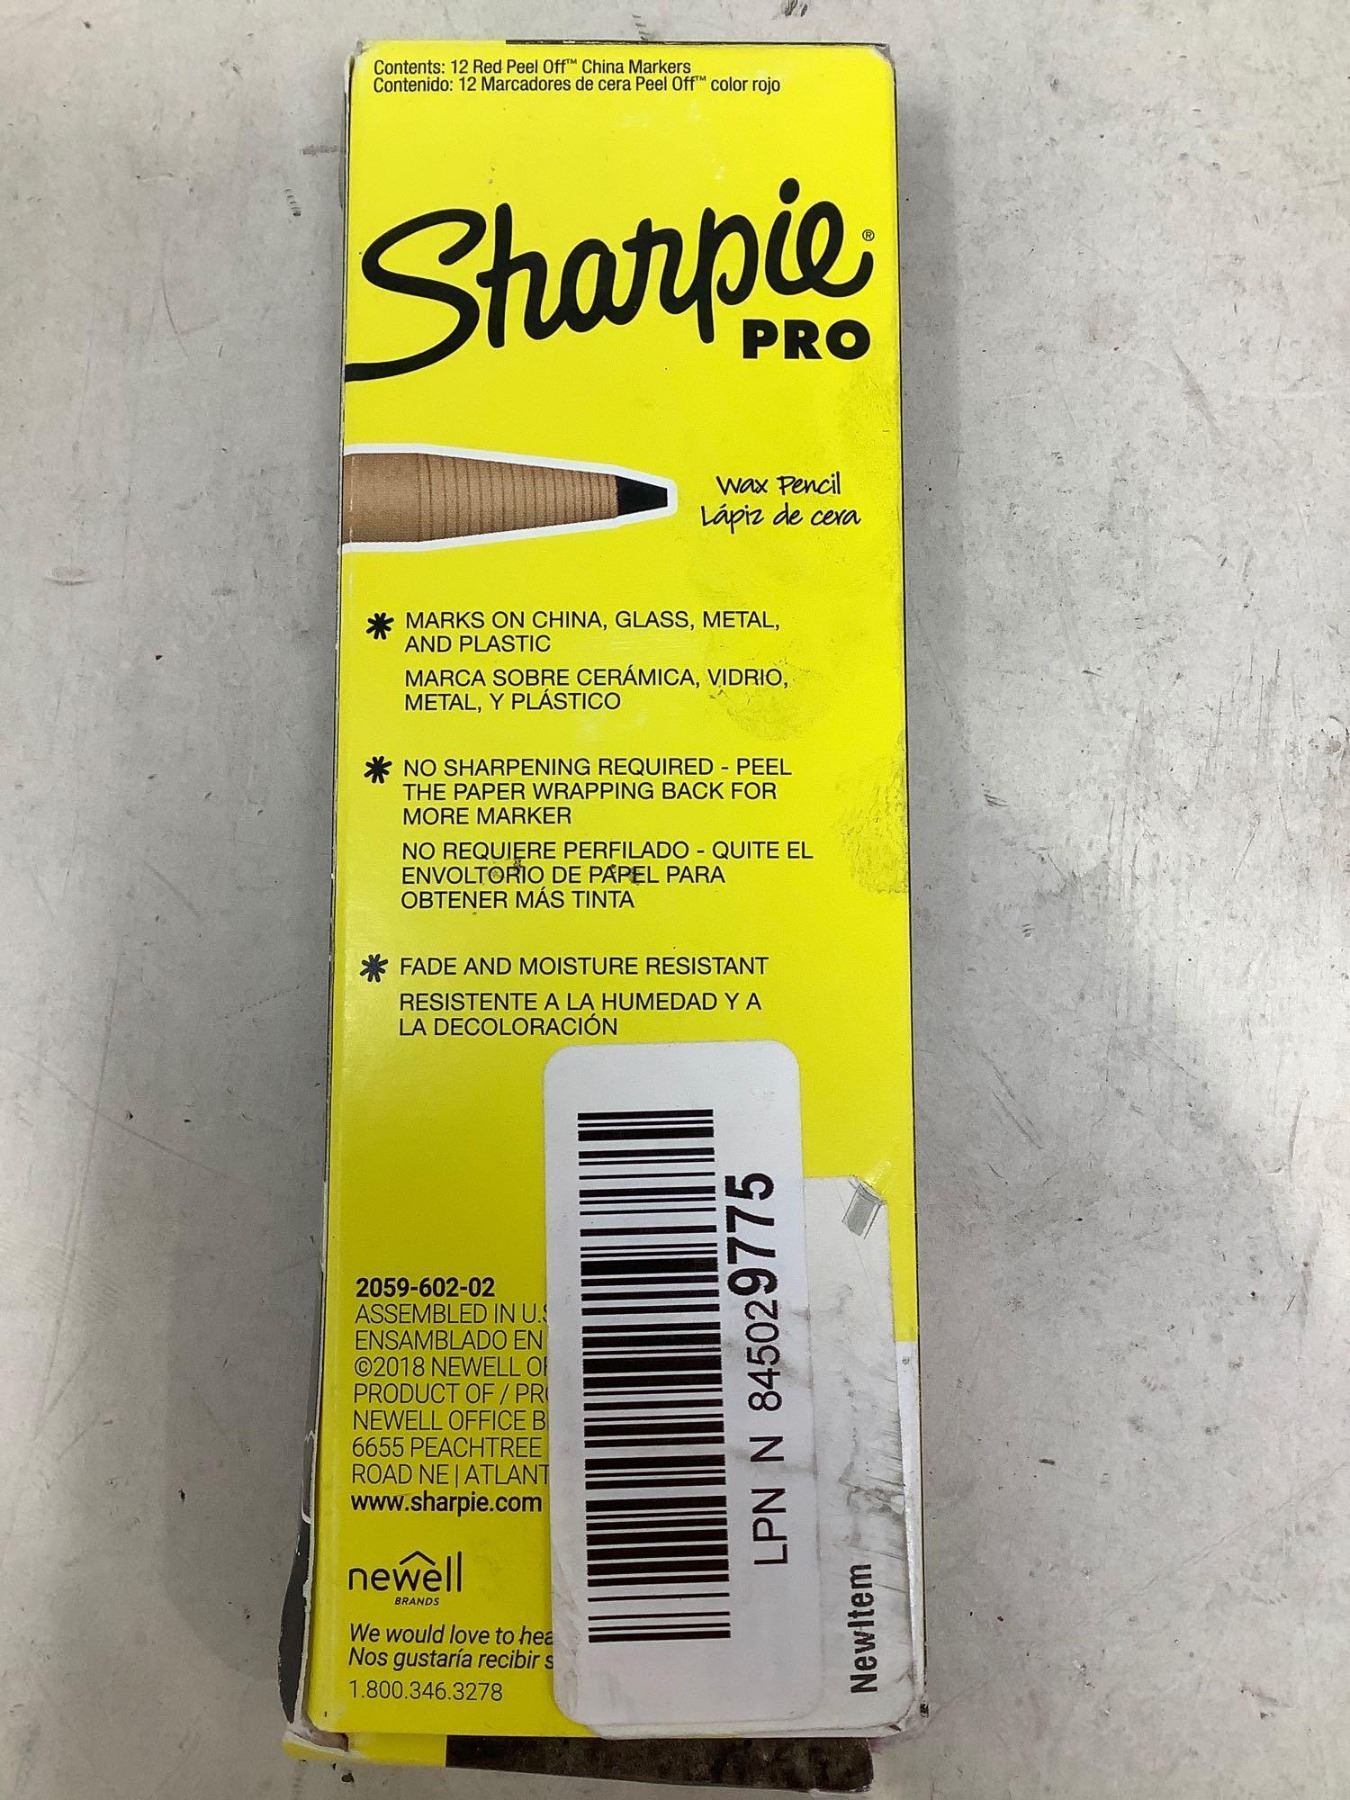 Contents: 12 Red Peel Off™ China Markers
Contenido: 12 Marcadores de cera Peel Off™ color rojo
Sharpie®
PRO
Wax Pencil
Lápiz de cera
* MARKS ON CHINA, GLASS, METAL,
AND PLASTIC
MARCA SOBRE CERÁMICA, VIDRIO,
METAL, Y PLÁSTICO
* NO SHARPENING REQUIRED - PEEL
THE PAPER WRAPPING BACK FOR
MORE MARKER
NO REQUIERE PERFILADO - QUITE EL
ENVOLTORIO DE PAPEL PARA
OBTENER MÁS TINTA
* FADE AND MOISTURE RESISTANT
RESISTENTE A LA HUMEDAD Y A
LA DECOLORACIÓN
2059-602-02
ASSEMBLED IN U.S
ENSAMBLADO EN
©2018 NEWELL
PRODUCT OF /
NEWELL OFFICE
6655 PEACHTREE
ROAD NE | ATLANT
www.sharpie.com
newell
BRANDS
We would love to hea
Nos gustaría recibir
1.800.346.3278
LPN N 845029775
NewItem